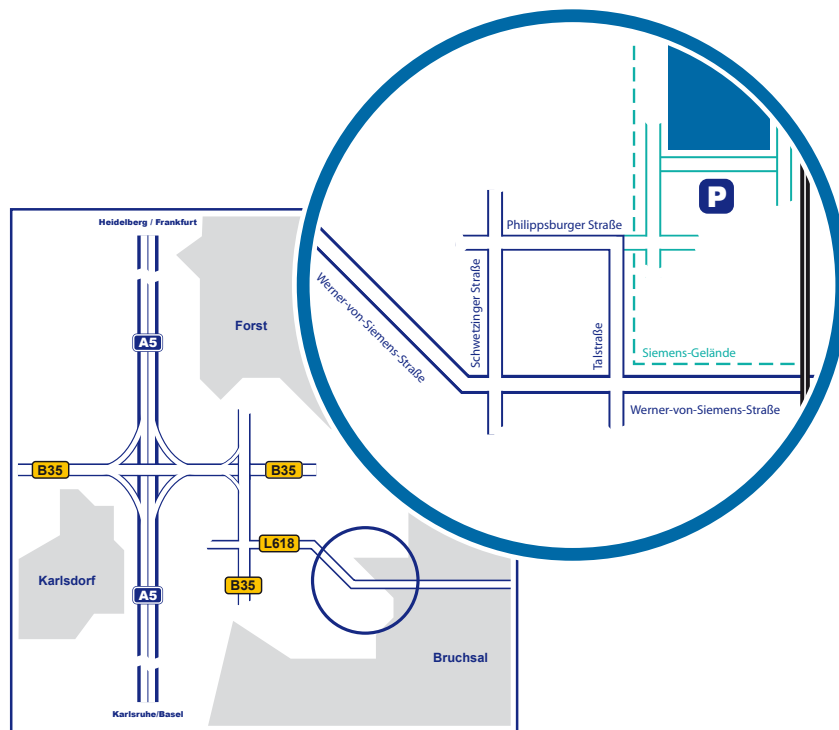 P
Philippsburger Straße
Werner-von-Siemens-Straße
Schwetzinger Straße
Talstraße
Siemens-Gelände
Werner-von-Siemens-Straße
Heidelberg / Frankfurt
A5
Forst
B35
B35
L618
B35
Karlsdorf
A5
Bruchsal
Karlsruhe/Basel